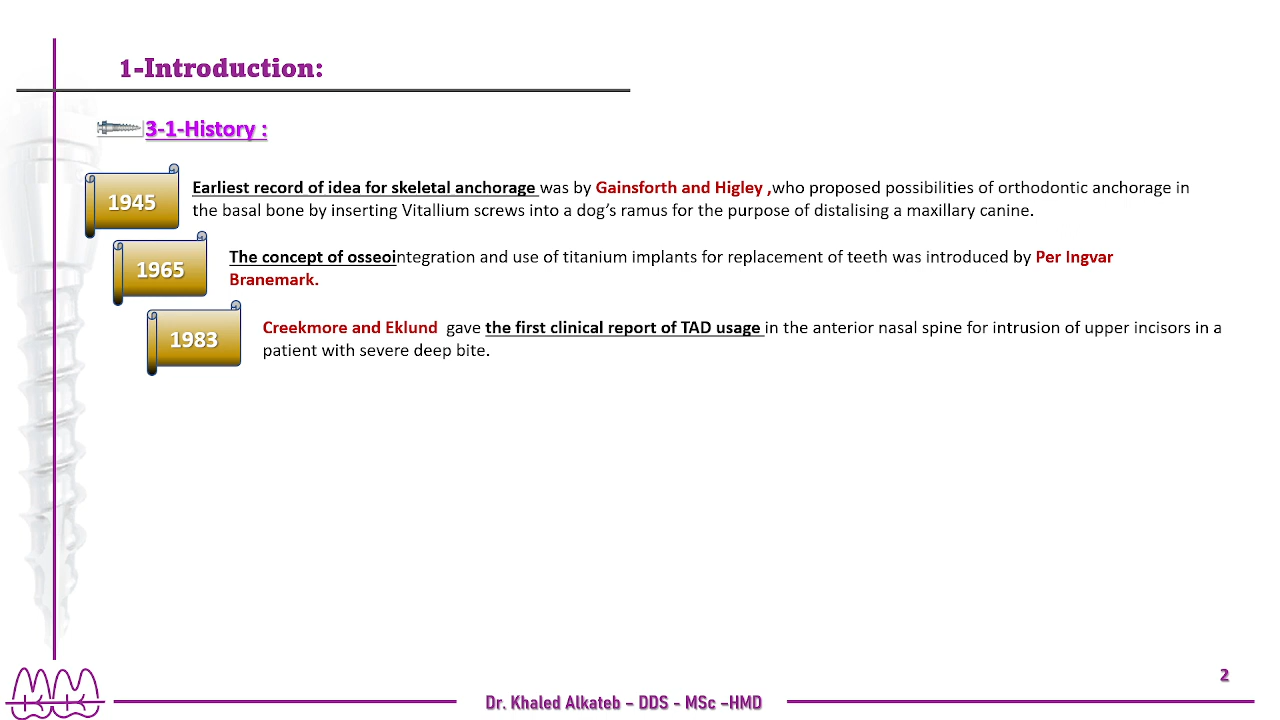 1-Introduction:
3-1-History :
1945
Earliest record of idea for skeletal anchorage was by Gainsforth and Higley ,who proposed possibilities of orthodontic anchorage in
the basal bone by inserting Vitallium screws into a dog’s ramus for the purpose of distalising a maxillary canine.
1965
The concept of osseointegration and use of titanium implants for replacement of teeth was introduced by Per Ingvar
Branemark.
1983
Creekmore and Eklund gave the first clinical report of TAD usage in the anterior nasal spine for intrusion of upper incisors in a
patient with severe deep bite.
2
Dr. Khaled Alkateb – DDS - MSc –HMD